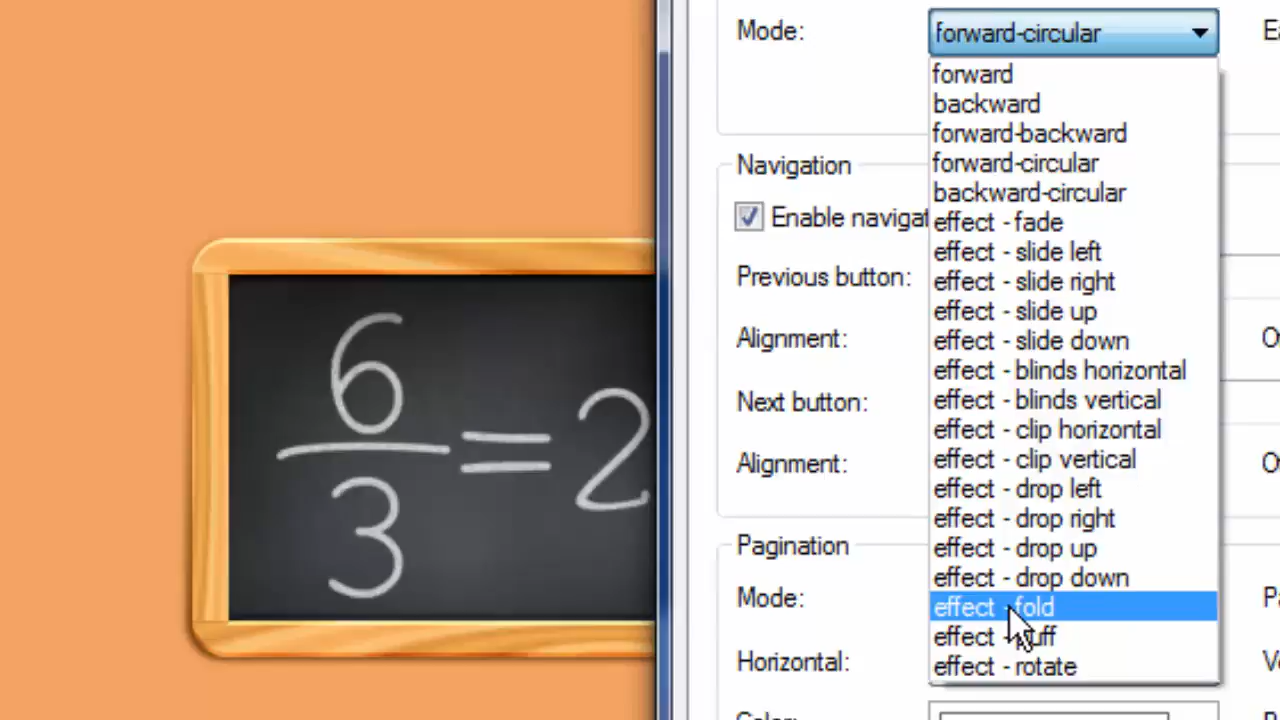 6
3
=2
Mode:
forward-circular
forward
backward
forward-backward
forward-circular
backward-circular
effect - fade
effect - slide left
effect - slide right
effect - slide up
effect - slide down
effect - blinds horizontal
effect - blinds vertical
effect - clip horizontal
effect - clip vertical
effect - drop left
effect - drop right
effect - drop up
effect - drop down
effect - fold
effect -
effect - rotate
Navigation
Enable
Previous button:
Alignment:
Next button:
Alignment:
Pagination
Mode:
Horizontal: